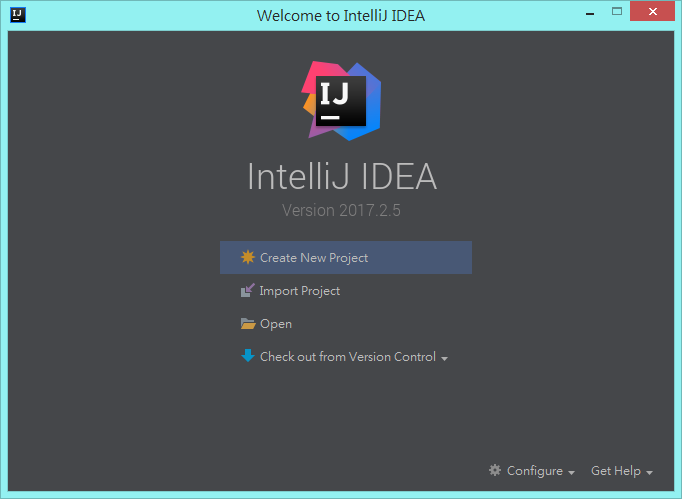 Welcome to IntelliJ IDEA
IJ
IntelliJ IDEA
Version 2017.2.5
Create New Project
Import Project
Open
Check out from Version Control
Configure
Get Help